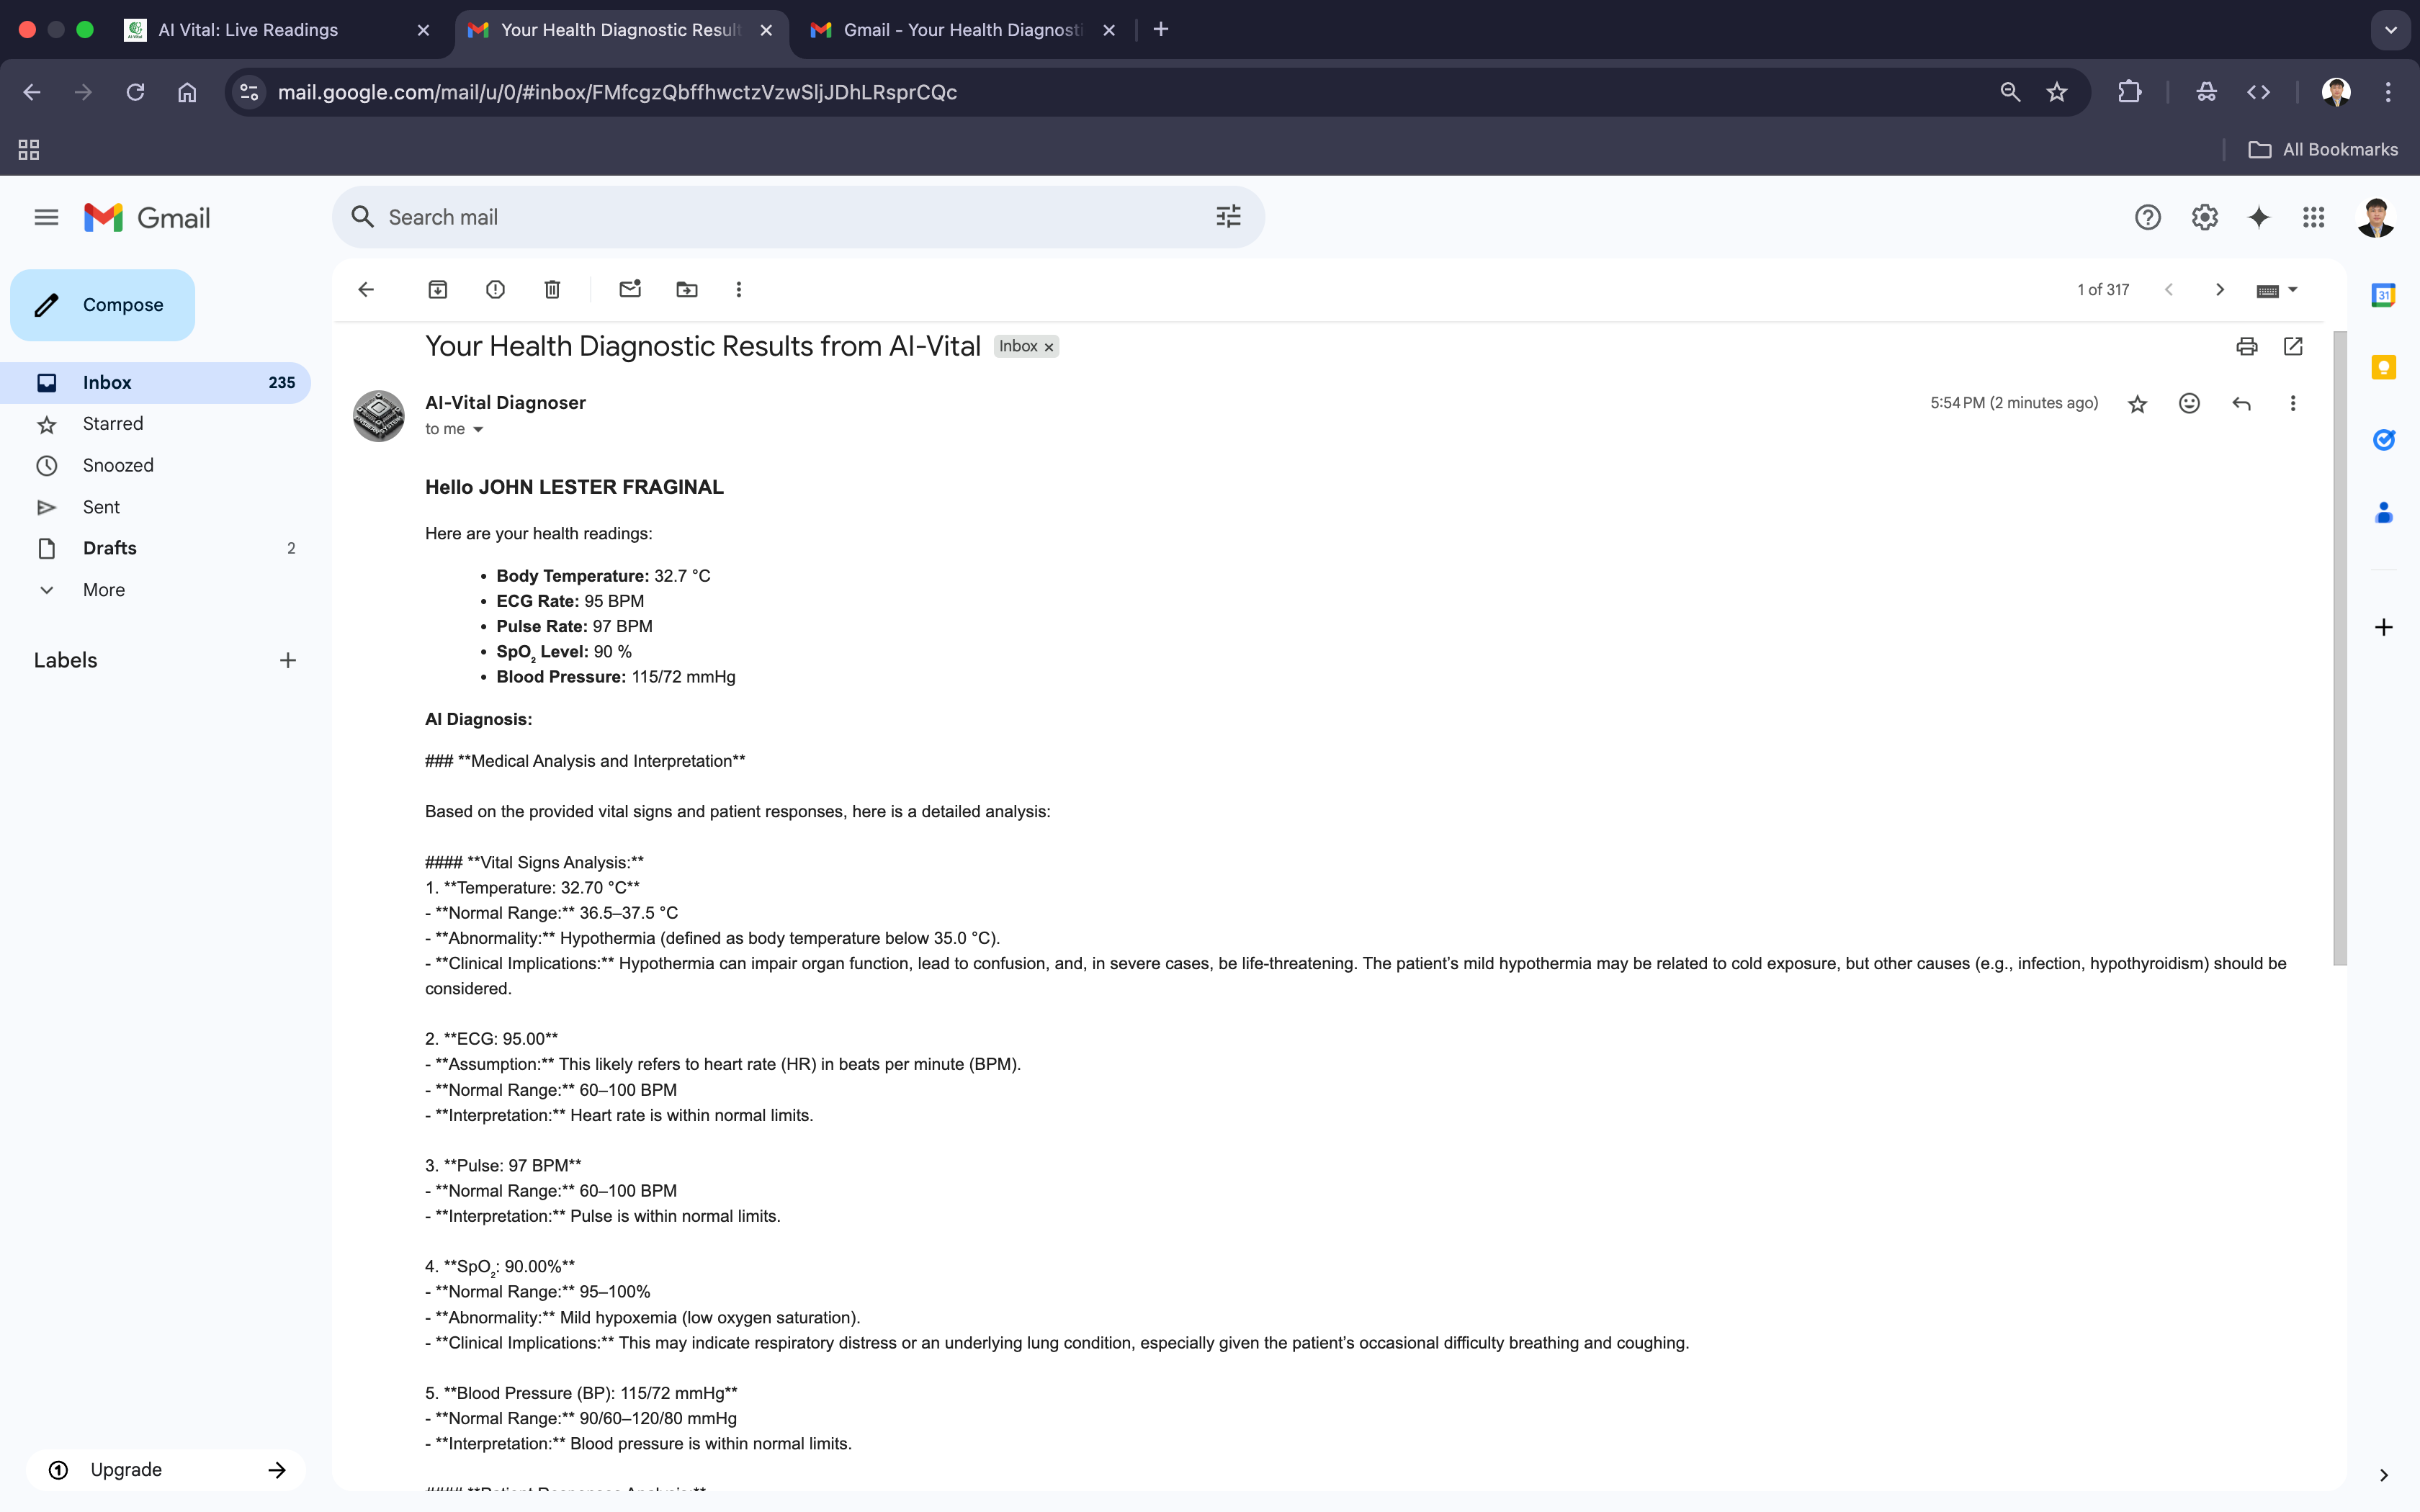 AI Vital: Live Readings
Your Health Diagnostic Result
Gmail - Your Health Diagnosti
mail.google.com/mail/u/0/#inbox/FMfcgzQbffhwctzVzwSljJDhLRsprCQc
All Bookmarks
Gmail
Search mail
Compose
1 of 317
31
Your Health Diagnostic Results from AI-Vital Inbox
Inbox 235
AI-Vital Diagnoser
5:54 PM (2 minutes ago)
to me
Starred
Snoozed
Sent
Drafts 2
More
Labels
Hello JOHN LESTER FRAGINAL
Here are your health readings:
• Body Temperature: 32.7 °C
• ECG Rate: 95 BPM
• Pulse Rate: 97 BPM
• SpO₂ Level: 90 %
• Blood Pressure: 115/72 mmHg
AI Diagnosis:
### **Medical Analysis and Interpretation**
Based on the provided vital signs and patient responses, here is a detailed analysis:
#### **Vital Signs Analysis:**
1. **Temperature: 32.70 °C**
- **Normal Range:** 36.5–37.5 °C
- **Abnormality:** Hypothermia (defined as body temperature below 35.0 °C).
- **Clinical Implications:** Hypothermia can impair organ function, lead to confusion, and, in severe cases, be life-threatening. The patient's mild hypothermia may be related to cold exposure, but other causes (e.g., infection, hypothyroidism) should be
considered.
2. **ECG: 95.00**
- **Assumption:** This likely refers to heart rate (HR) in beats per minute (BPM).
- **Normal Range:** 60–100 BPM
- **Interpretation:** Heart rate is within normal limits.
3. **Pulse: 97 BPM**
- **Normal Range:** 60–100 BPM
- **Interpretation:** Pulse is within normal limits.
4. **SpO₂: 90.00%**
- **Normal Range:** 95–100%
- **Abnormality:** Mild hypoxemia (low oxygen saturation).
- **Clinical Implications:** This may indicate respiratory distress or an underlying lung condition, especially given the patient's occasional difficulty breathing and coughing.
5. **Blood Pressure (BP): 115/72 mmHg**
- **Normal Range:** 90/60–120/80 mmHg
- **Interpretation:** Blood pressure is within normal limits.
#### **Patient Responses Analysis:**
Upgrade